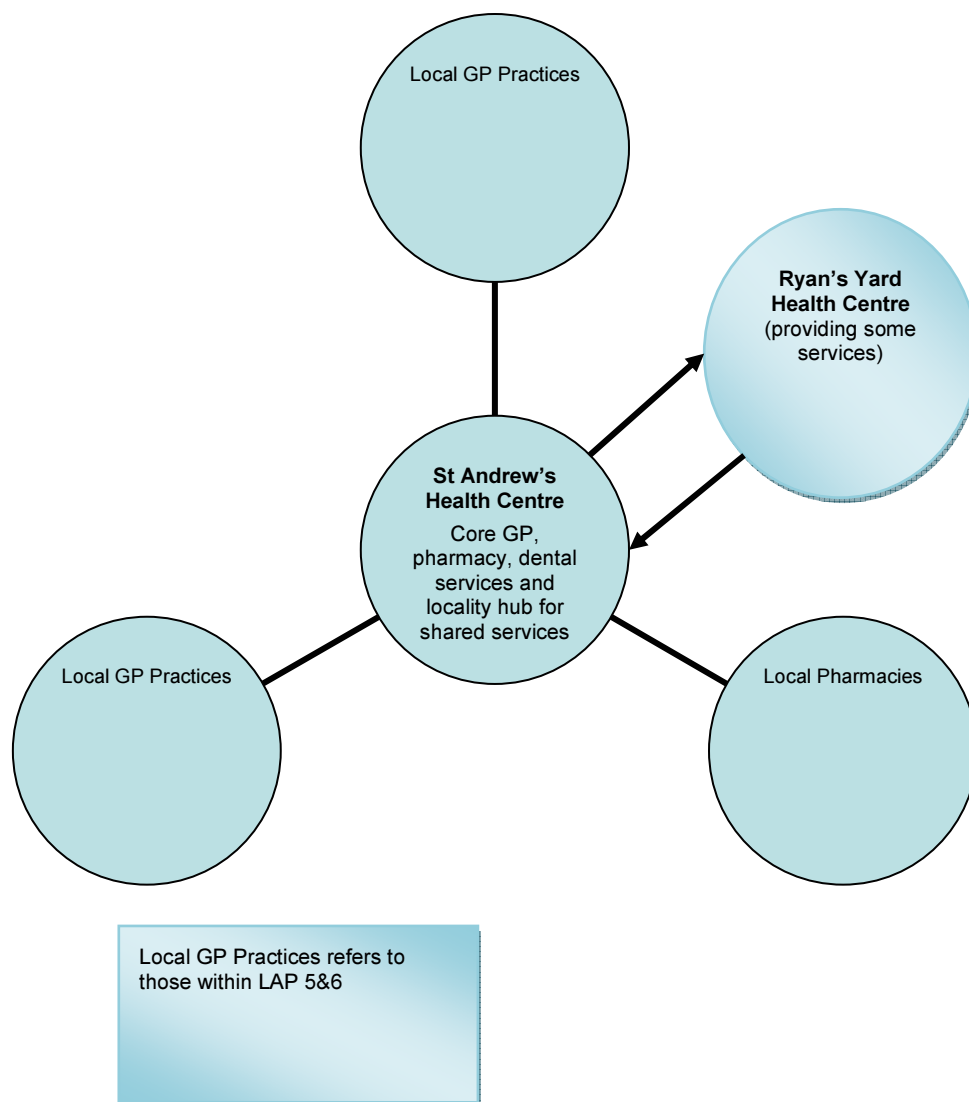 Local GP Practices
Ryan’s Yard
Health Centre
(providing some
services)
St Andrew’s
Health Centre
Core GP,
pharmacy, dental
services and
locality hub for
shared services
Local GP Practices
Local Pharmacies
Local GP Practices refers to
those within LAP 5&6